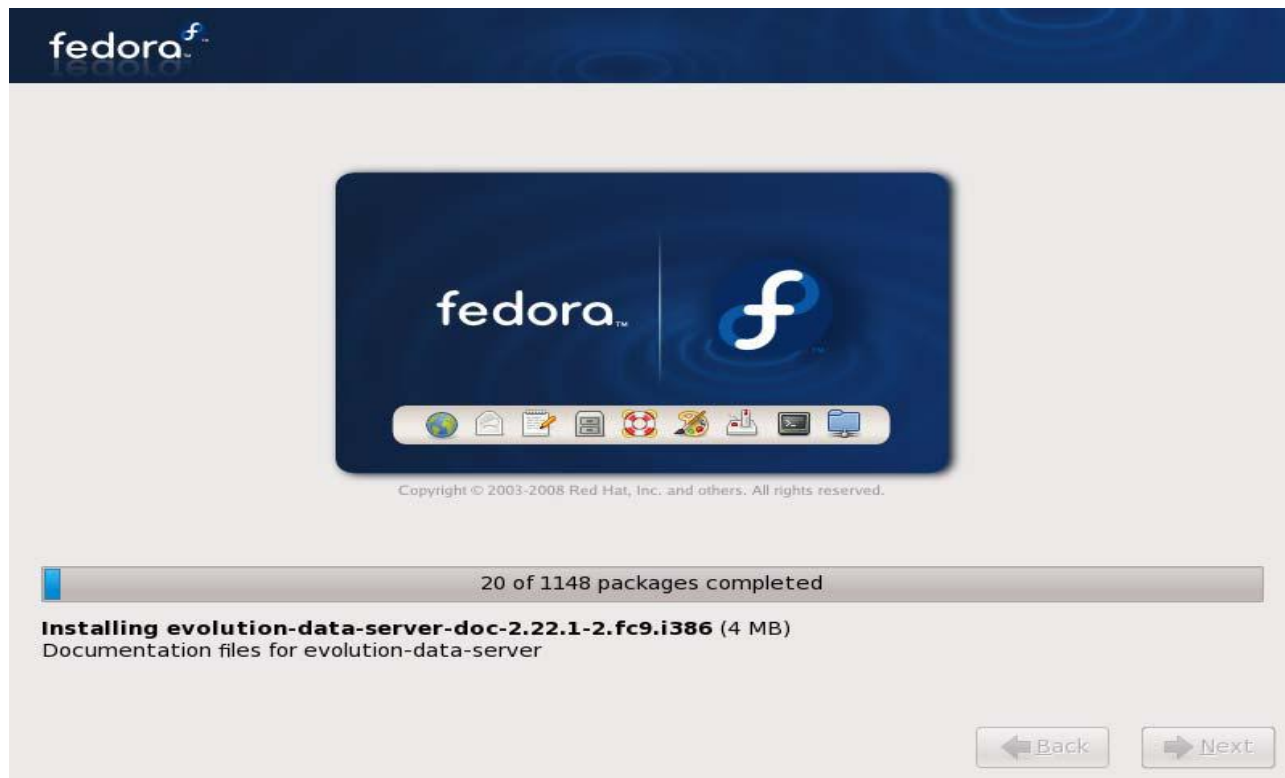 fedora
fedora™
Copyright © 2003-2008 Red Hat, Inc. and others. All rights reserved.
20 of 1148 packages completed
Installing evolution-data-server-doc-2.22.1-2.fc9.i386 (4 MB)
Documentation files for evolution-data-server
Back
Next